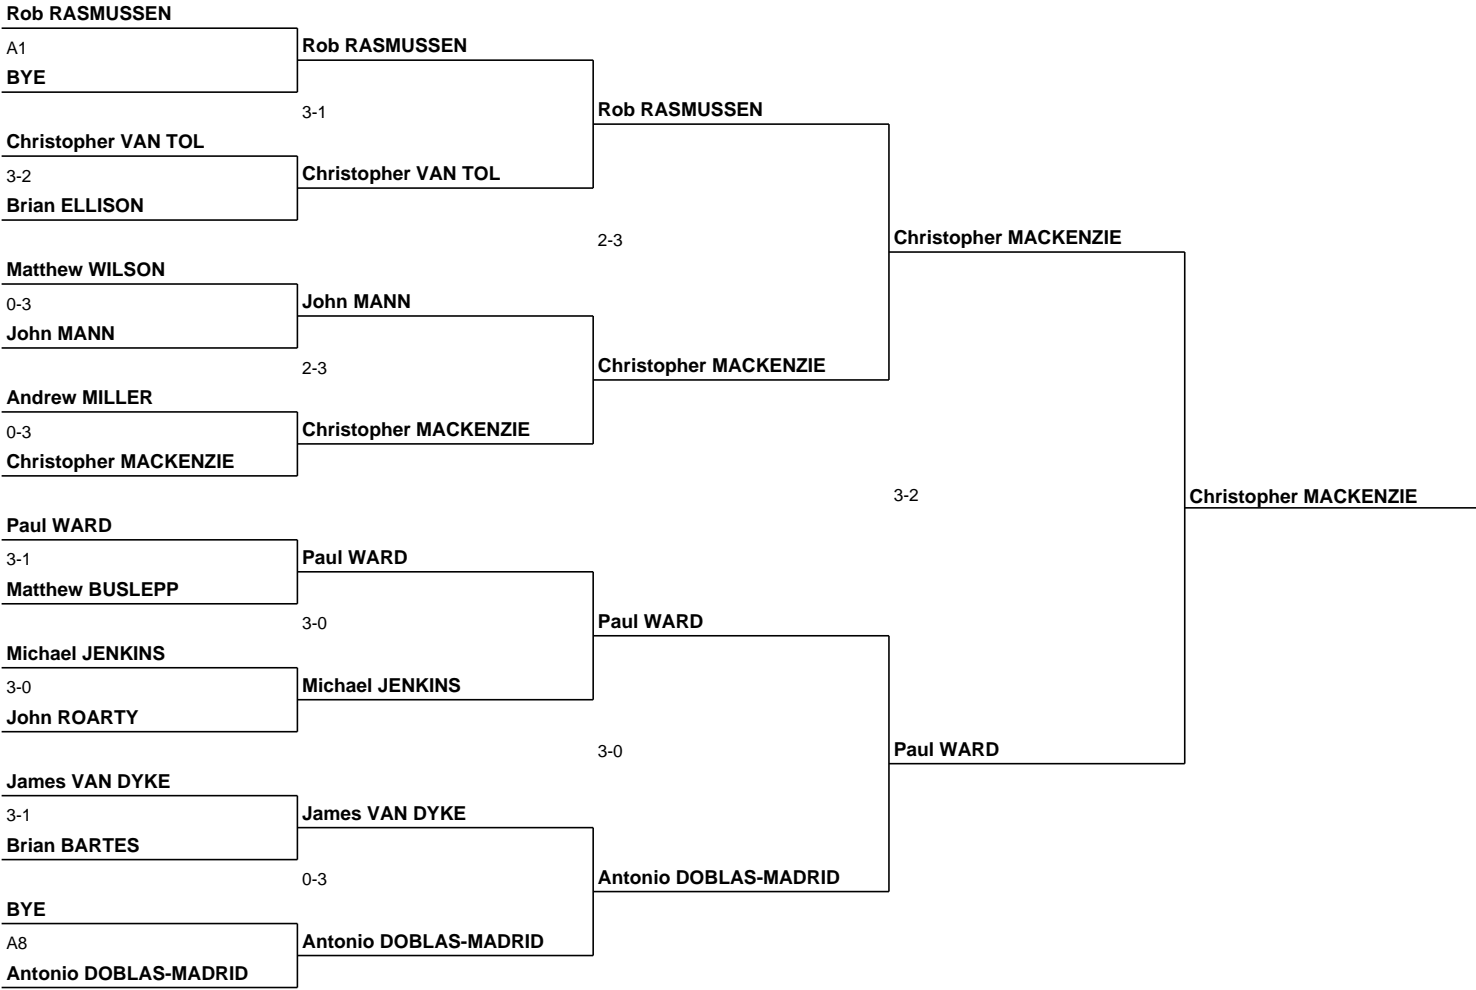 Rob RASMUSSEN
A1
BYE
Christopher VAN TOL
3-2
Brian ELLISON
Matthew WILSON
0-3
John MANN
Andrew MILLER
0-3
Christopher MACKENZIE
Paul WARD
3-1
Matthew BUSLEPP
Michael JENKINS
3-0
John ROARTY
James VAN DYKE
3-1
Brian BARTES
BYE
A8
Antonio DOBLAS-MADRID
Rob RASMUSSEN
3-1
Christopher VAN TOL
John MANN
2-3
Christopher MACKENZIE
Paul WARD
3-0
Michael JENKINS
James VAN DYKE
0-3
Antonio DOBLAS-MADRID
Rob RASMUSSEN
2-3
Christopher MACKENZIE
Paul WARD
3-0
Antonio DOBLAS-MADRID
Christopher MACKENZIE
3-2
Paul WARD
Christopher MACKENZIE